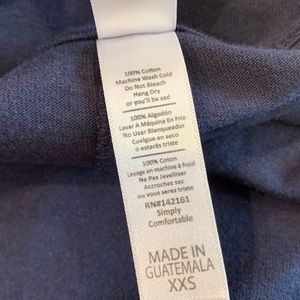 100% Cotton
Machine Wash Cold
Do Not Bleach
Hang Dry
or you'll be sad
100% Algodón
Lavar A Máquina En Frio
No Usar Blanqueador
Cuelgue en seco
o estarás triste
100% Coton
Lavage en machine à froid
Ne Pas Javelliser
Accrochez sec
ou vous serez triste
RN#142161
Simply
Comfortable
MADE IN
GUATEMALA
XXS